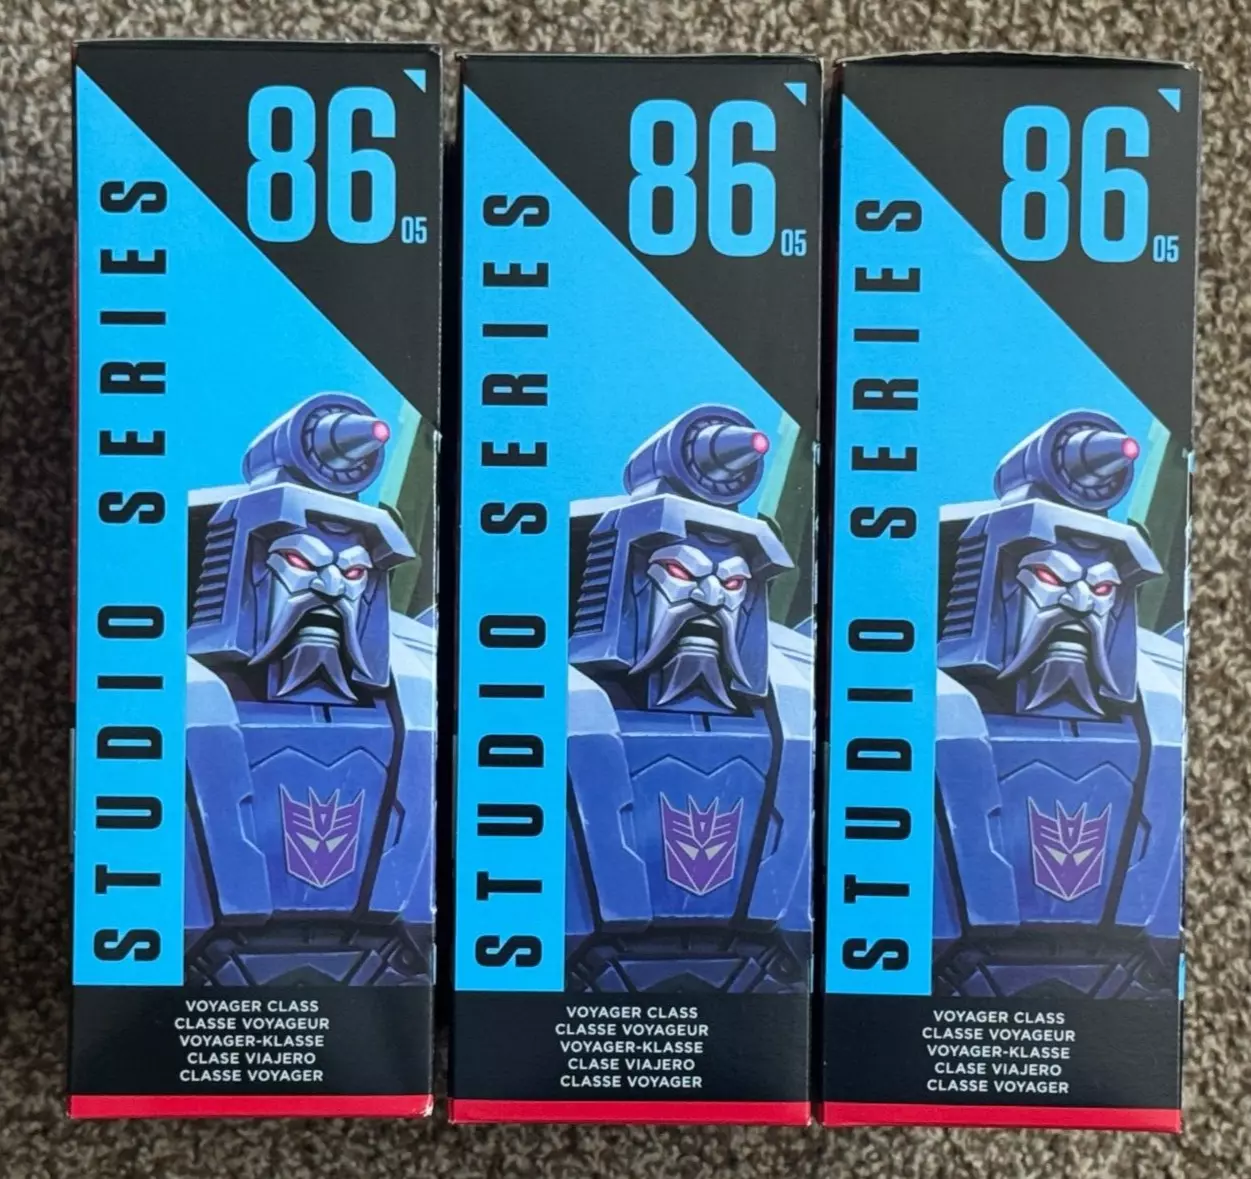 86
05
STUDIO SERIES
VOYAGER CLASS
CLASSE VOYAGEUR
VOYAGER-KLASSE
CLASE VIAJERO
CLASSE VOYAGER
86
05
STUDIO SERIES
VOYAGER CLASS
CLASSE VOYAGEUR
VOYAGER-KLASSE
CLASE VIAJERO
CLASSE VOYAGER
86
05
STUDIO SERIES
VOYAGER CLASS
CLASSE VOYAGEUR
VOYAGER-KLASSE
CLASE VIAJERO
CLASSE VOYAGER